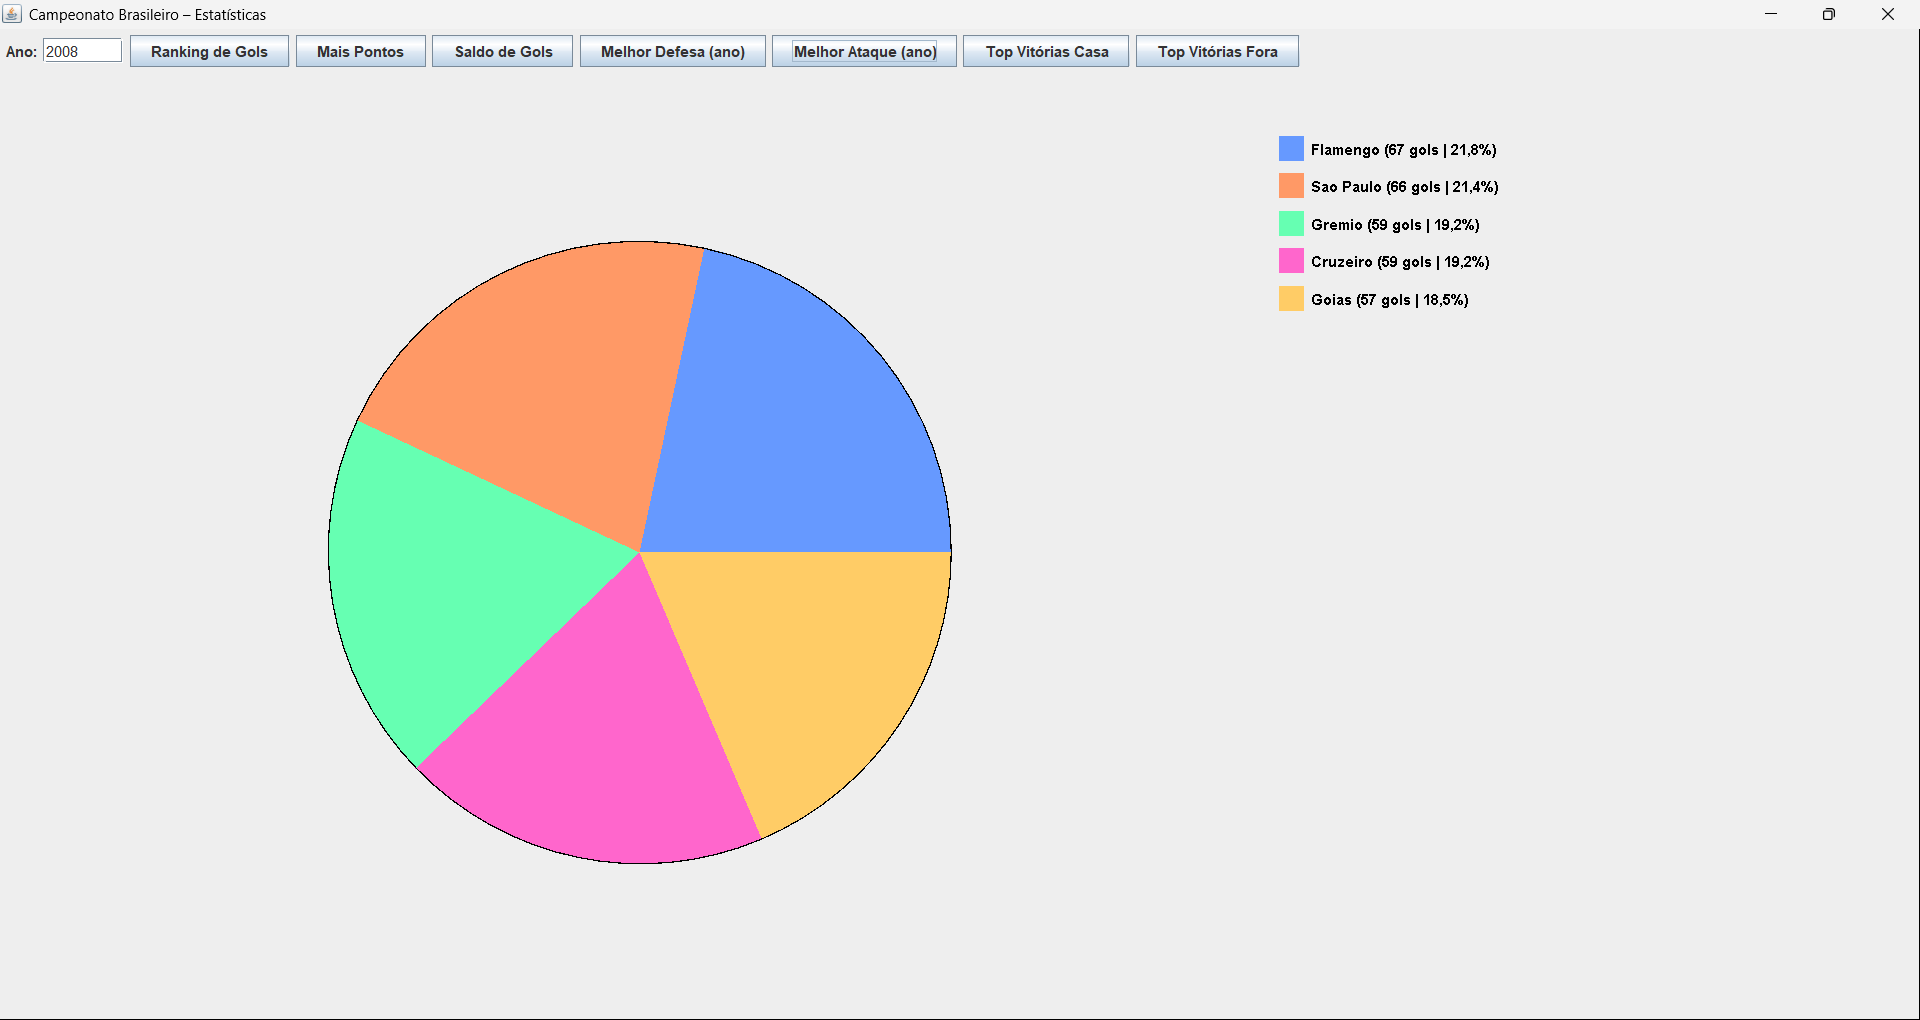 Campeonato Brasileiro – Estatísticas
Ano: 2008 Ranking de Gols Mais Pontos Saldo de Gols Melhor Defesa (ano) Melhor Ataque (ano) Top Vitórias Casa Top Vitórias Fora
Flamengo (67 gols | 21,8%)
Sao Paulo (66 gols | 21,4%)
Gremio (59 gols | 19,2%)
Cruzeiro (59 gols | 19,2%)
Goias (57 gols | 18,5%)